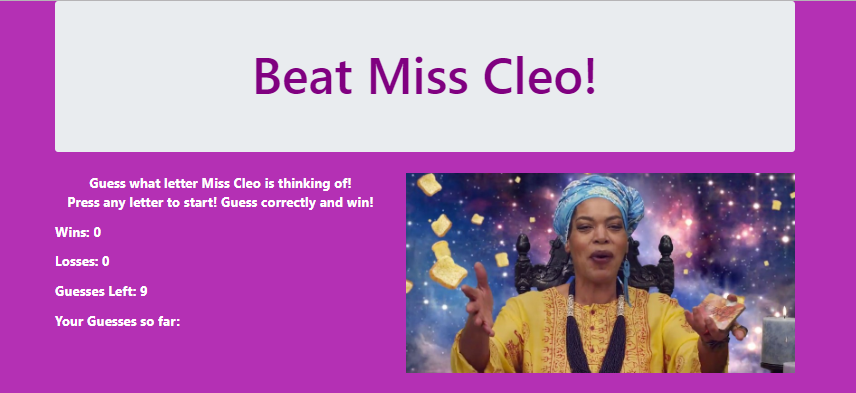 Beat Miss Cleo!
Guess what letter Miss Cleo is thinking of!
Press any letter to start! Guess correctly and win!
Wins: 0
Losses: 0
Guesses Left: 9
Your Guesses so far: